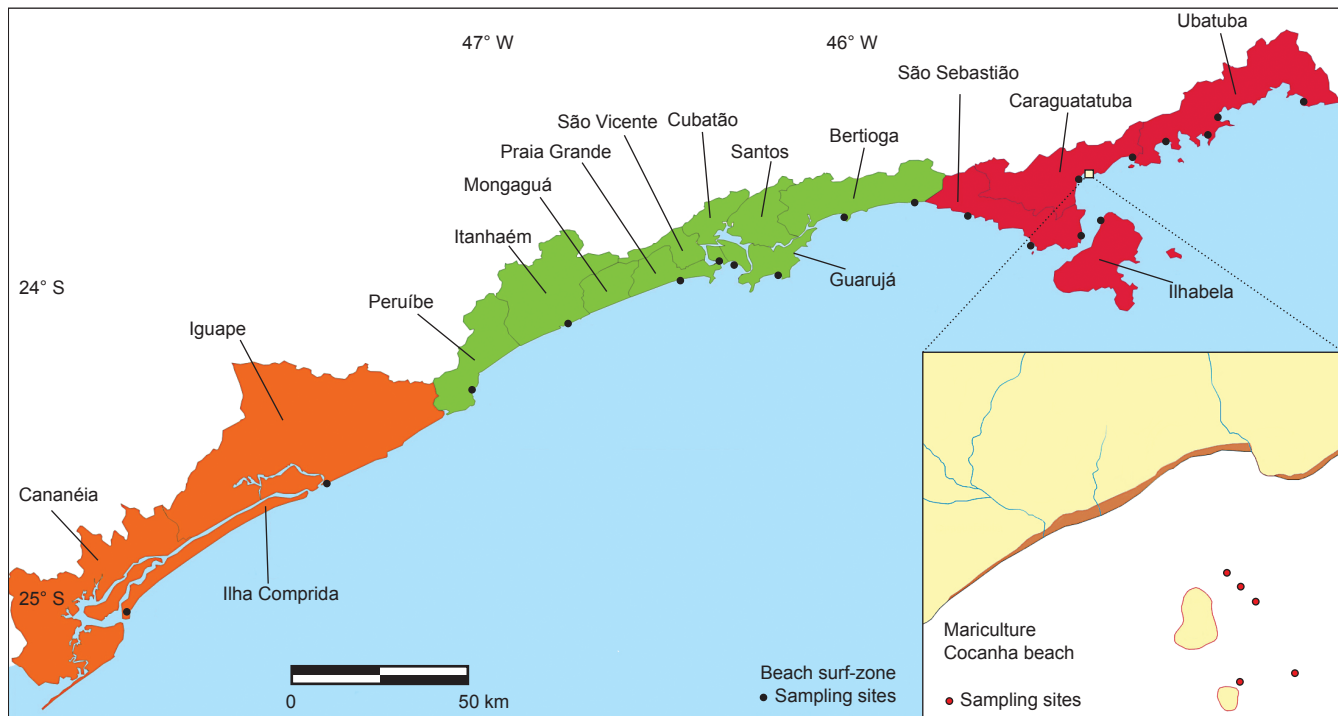 47° W
46° W
Ubatuba
São Sebastião
Caraguatatuba
Cubatão
São Vicente
Bertioga
Praia Grande
Santos
Mongaguá
Itanhaém
Guarujá
24° S
Ilhabela
Peruíbe
Iguape
Cananéia
Ilha Comprida
25° S
0
50 km
Beach surf-zone
Sampling sites
Mariculture
Cocanha beach
Sampling sites